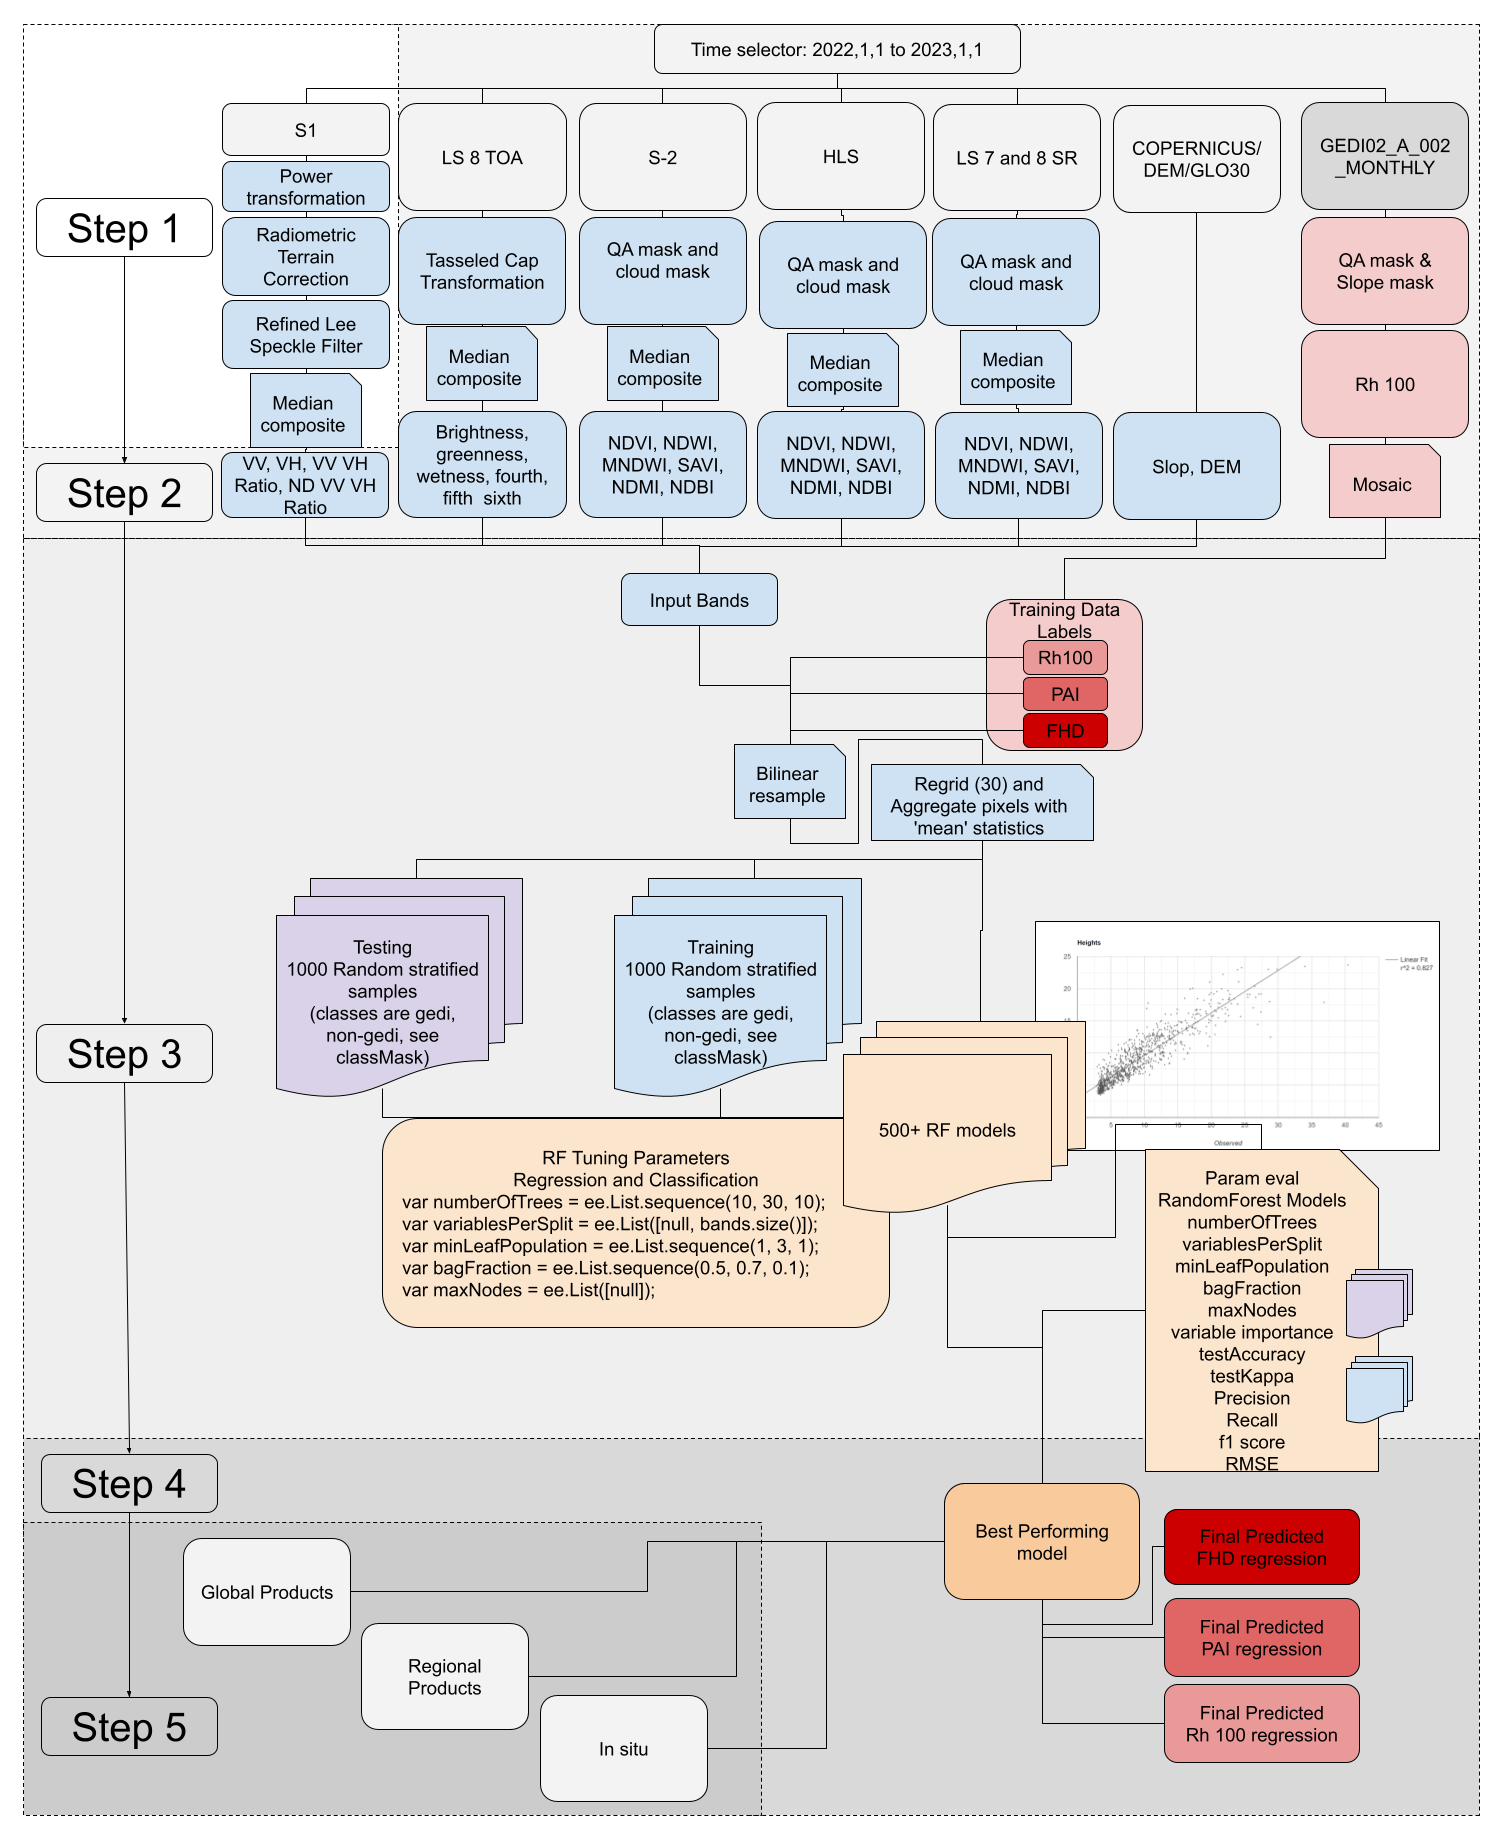 Time selector: 2022,1,1 to 2023,1,1
S1
Power
transformation
Radiometric
Terrain
Correction
Refined Lee
Speckle Filter
Median
composite
VV, VH, VV VH
Ratio, ND VV VH
Ratio
LS 8 TOA
Tasseled Cap
Transformation
Median
composite
Brightness,
greenness,
wetness, fourth,
fifth  sixth
S-2
QA mask and
cloud mask
Median
composite
NDVI, NDWI,
MNDWI, SAVI,
NDMI, NDBI
HLS
QA mask and
cloud mask
Median
composite
NDVI, NDWI,
MNDWI, SAVI,
NDMI, NDBI
LS 7 and 8 SR
QA mask and
cloud mask
Median
composite
NDVI, NDWI,
MNDWI, SAVI,
NDMI, NDBI
COPERNICUS/
DEM/GLO30
Slop, DEM
GEDI02_A_002
_MONTHLY
QA mask &
Slope mask
Rh 100
Mosaic
Step 1
Step 2
Input Bands
Training Data
Labels
Rh100
PAI
FHD
Bilinear
resample
Regrid (30) and
Aggregate pixels with
'mean' statistics
Testing
1000 Random stratified
samples
(classes are gedi,
non-gedi, see
classMask)
Training
1000 Random stratified
samples
(classes are gedi,
non-gedi, see
classMask)
Step 3
Heights
Linear Fit
r^2 = 0.827
25
20
15
5
10
15
20
25
30
35
40
45
Observed
500+ RF models
RF Tuning Parameters
Regression and Classification
var numberOfTrees = ee.List.sequence(10, 30, 10);
var variablesPerSplit = ee.List([null, bands.size()]);
var minLeafPopulation = ee.List.sequence(1, 3, 1);
var bagFraction = ee.List.sequence(0.5, 0.7, 0.1);
var maxNodes = ee.List([null]);
Param eval
RandomForest Models
numberOfTrees
variablesPerSplit
minLeafPopulation
bagFraction
maxNodes
variable importance
testAccuracy
testKappa
Precision
Recall
f1 score
RMSE
Step 4
Best Performing
model
Final Predicted
FHD regression
Final Predicted
PAI regression
Final Predicted
Rh 100 regression
Global Products
Regional
Products
In situ
Step 5